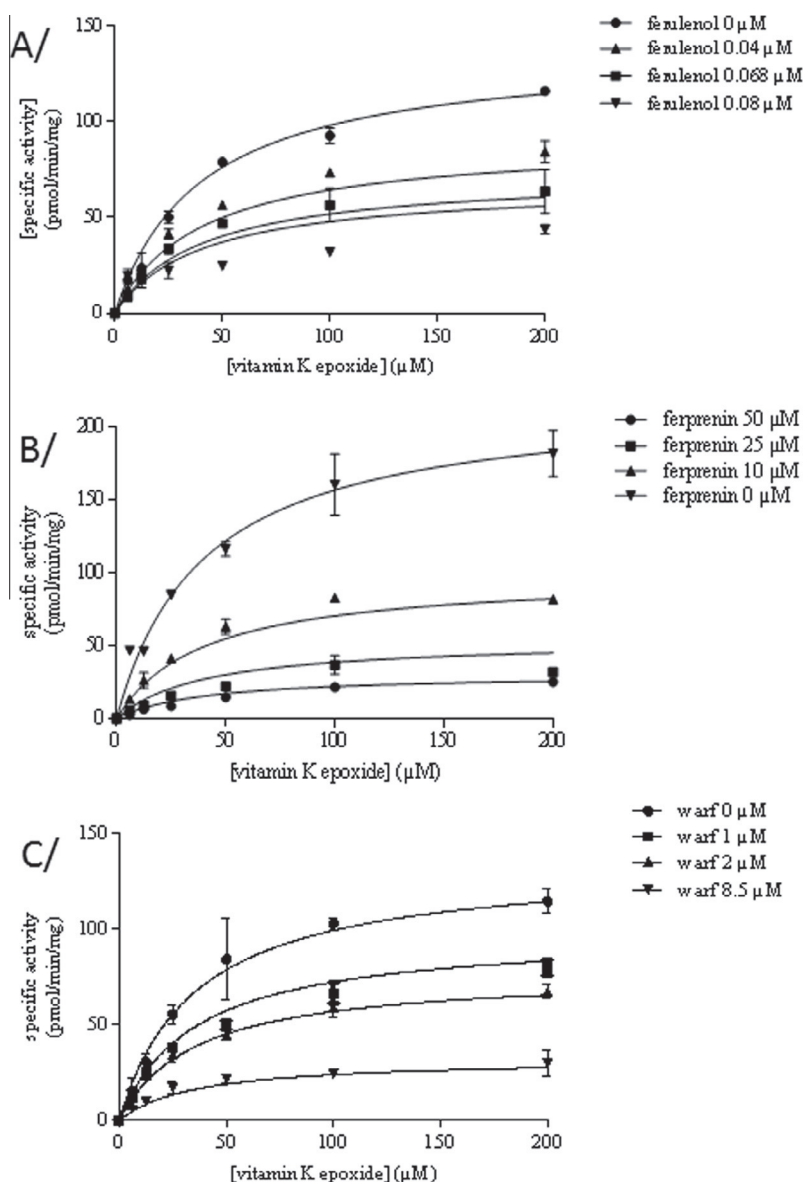 A/
ferulenol 0 µM
ferulenol 0.04 µM
ferulenol 0.068 µM
ferulenol 0.08 µM
[specific activity]
(pmol/min/mg)
150
100
50
0
0
50
100
150
200
[vitamin K epoxide] (µM)
B/
ferprenin 50 µM
ferprenin 25 µM
ferprenin 10 µM
ferprenin 0 µM
specific activity
(pmol/min/mg)
200
150
100
50
0
0
50
100
150
200
[vitamin K epoxide] (µM)
C/
warf 0 µM
warf 1 µM
warf 2 µM
warf 8.5 µM
specific activity
(pmol/min/mg)
150
100
50
0
0
50
100
150
200
[vitamin K epoxide] (µM)